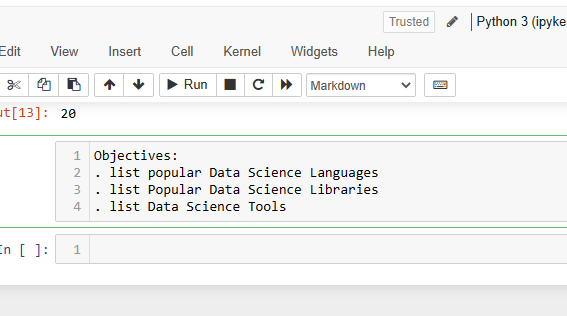 Trusted Python 3 (ipyke
Edit View Insert Cell Kernel Widgets Help
Run Markdown
ut[13]: 20
1 Objectives:
2 . list popular Data Science Languages
3 . list Popular Data Science Libraries
4 . list Data Science Tools
In [ ]: 1